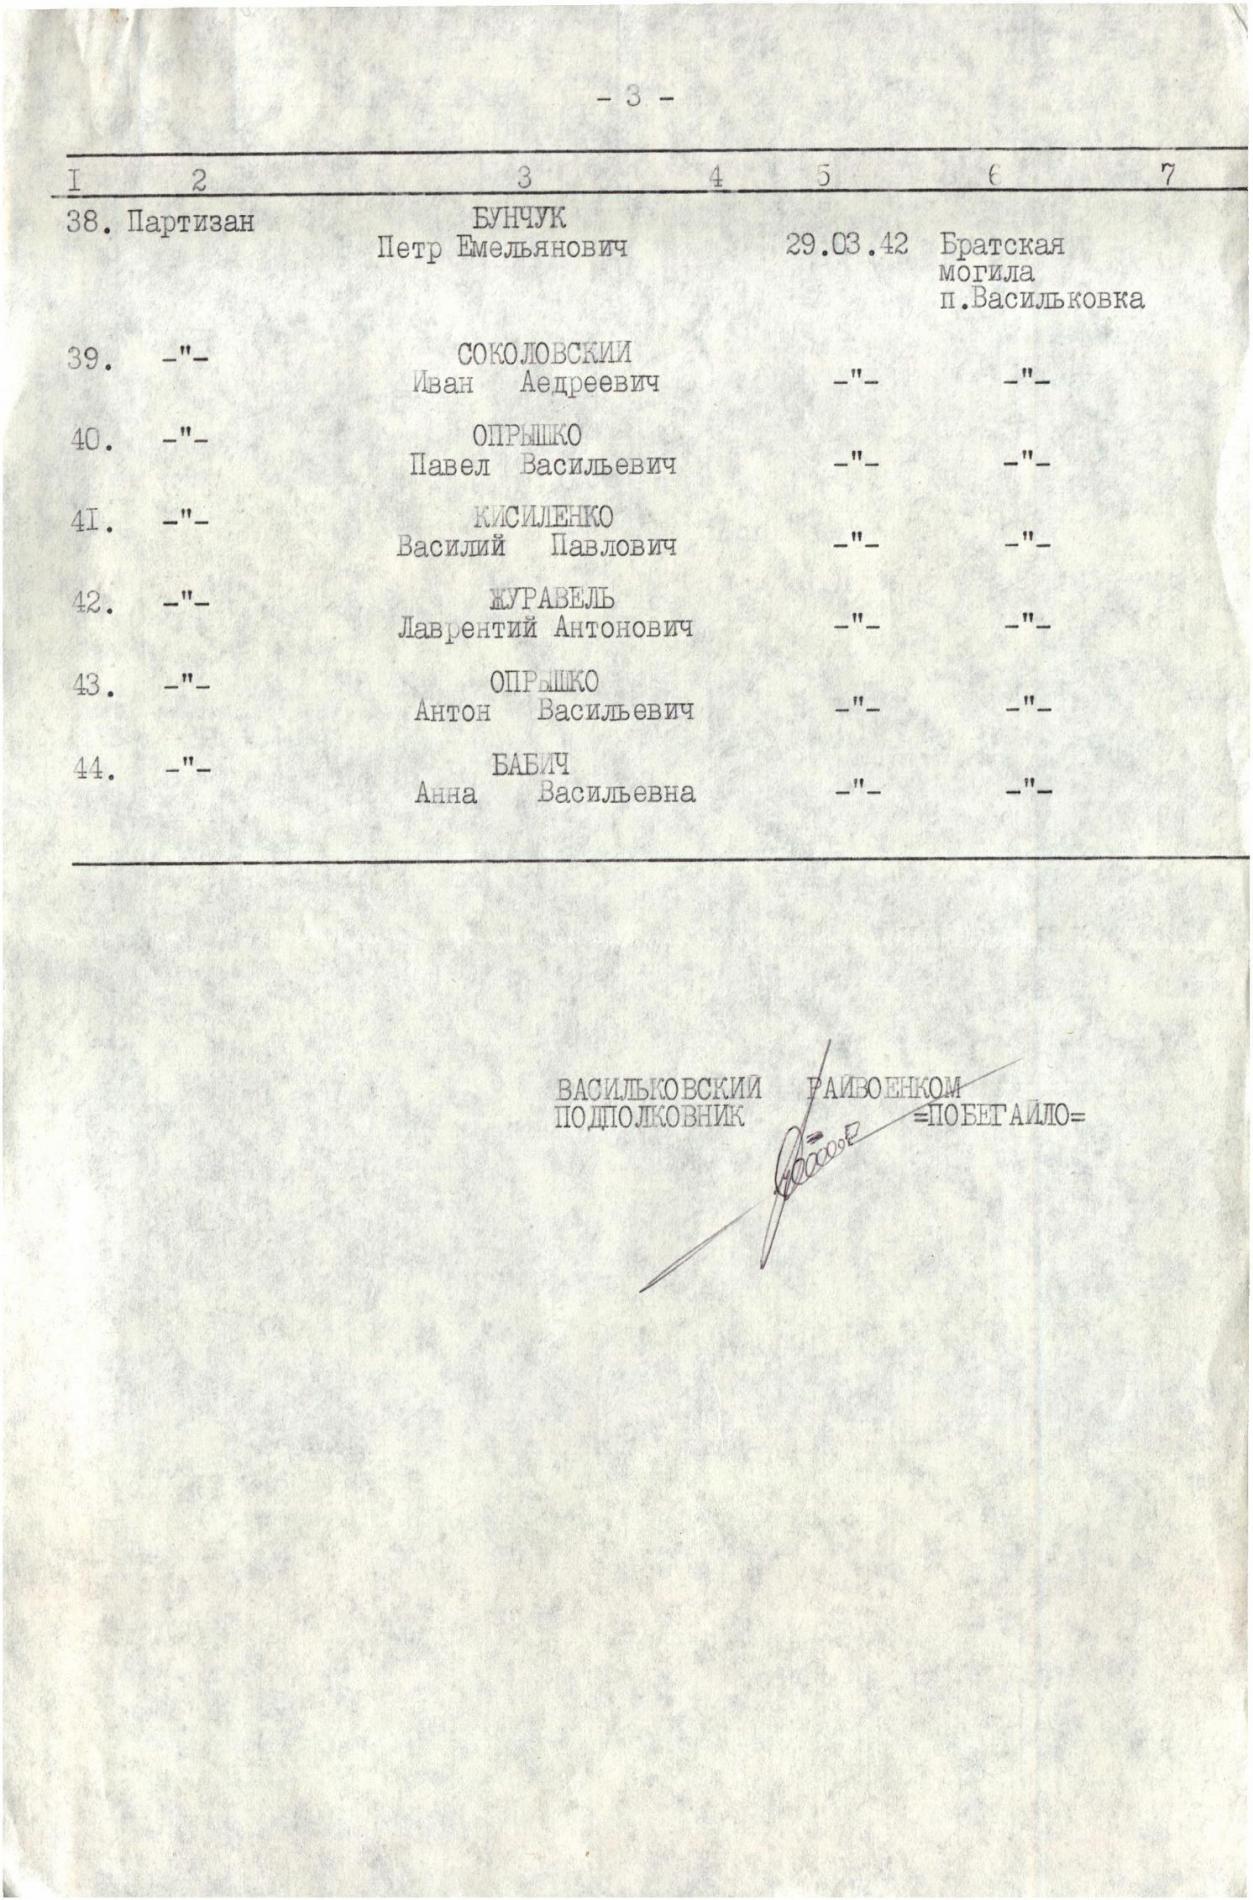 - 3 -
I 2 3 4 5 6 7
38. Партизан БУНЧУК
Петр Емельянович 29.03.42 Братская
могила
п.Васильковка
39. -"- СОКОЛОВСКИИ
Иван Аедреевич -"- -"-
40. -"- ОПРЫШКО
Павел Васильевич -"- -"-
4I. -"- КИСИЛЕНКО
Василий Павлович -"- -"-
42. -"- ЖУРАВЕЛЬ
Лаврентий Антонович -"- -"-
43. -"- ОПРЫШКО
Антон Васильевич -"- -"-
44. -"- БАБИЧ
Анна Васильевна -"- -"-
ВАСИЛЬКОВСКИЙ РАЙВОЕНКОМ
ПОДПОЛКОВНИК =ПОБЕГАЙЛО=